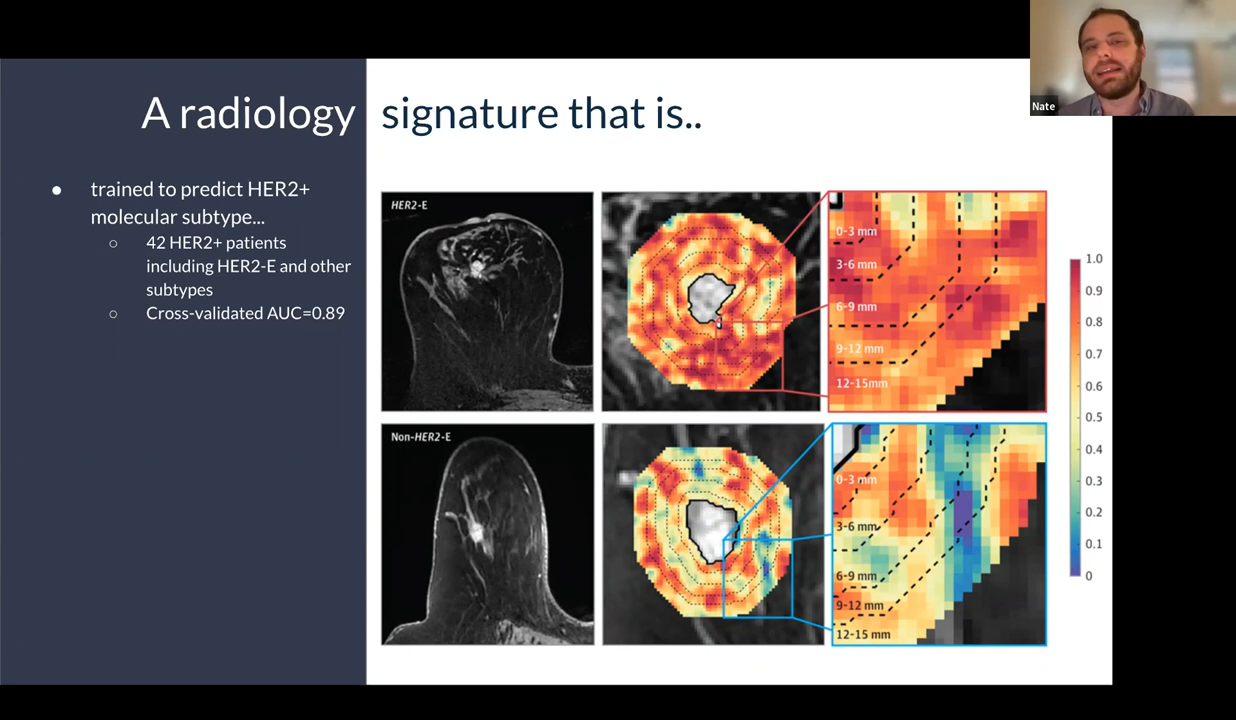 A radiology signature that is..
● trained to predict HER2+
molecular subtype...
○ 42 HER2+ patients
including HER2-E and other
subtypes
○ Cross-validated AUC=0.89
HER2-E
0-3 mm
3-6 mm
6-9 mm
9-12 mm
12-15mm
Non-HER2-E
0-3 mm
3-6 mm
6-9 mm
9-12 mm
12-15 mm
1.0
0.9
0.8
0.7
0.6
0.5
0.4
0.3
0.2
0.1
0
Nate